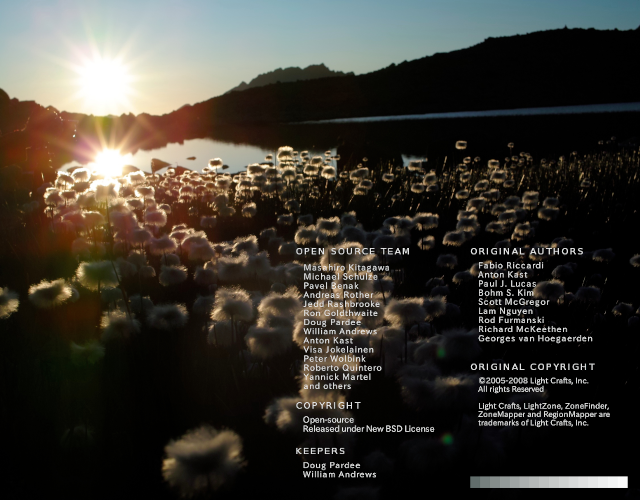 OPEN SOURCE TEAM
Masahiro Kitagawa
Michael Schulze
Pavel Benak
Andreas Rother
Jedd Rashbrooke
Ron Goldthwaite
Doug Pardee
William Andrews
Anton Kast
Visa Jokelainen
Peter Wolbink
Roberto Quintero
Yannick Martel
and others
COPYRIGHT
Open-source
Released under New BSD License
KEEPERS
Doug Pardee
William Andrews
ORIGINAL AUTHORS
Fabio Riccardi
Anton Kast
Paul J. Lucas
Bohm S. Kim
Scott McGregor
Lam Nguyen
Rod Furmanski
Richard McKeethen
Georges van Hoegaerden
ORIGINAL COPYRIGHT
©2005-2008 Light Crafts, Inc.
All rights Reserved
Light Crafts, LightZone, ZoneFinder,
ZoneMapper and RegionMapper are
trademarks of Light Crafts, Inc.